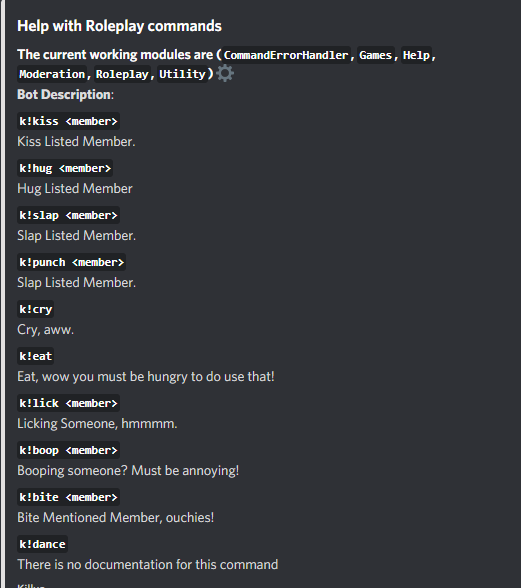 Help with Roleplay commands
The current working modules are (CommandErrorHandler, Games, Help,
Moderation, Roleplay, Utility)
Bot Description:
k!kiss <member>
Kiss Listed Member.
k!hug <member>
Hug Listed Member
k!slap <member>
Slap Listed Member.
k!punch <member>
Slap Listed Member.
k!cry
Cry, aww.
k!eat
Eat, wow you must be hungry to do use that!
k!lick <member>
Licking Someone, hmmmm.
k!boop <member>
Booping someone? Must be annoying!
k!bite <member>
Bite Mentioned Member, ouchies!
k!dance
There is no documentation for this command